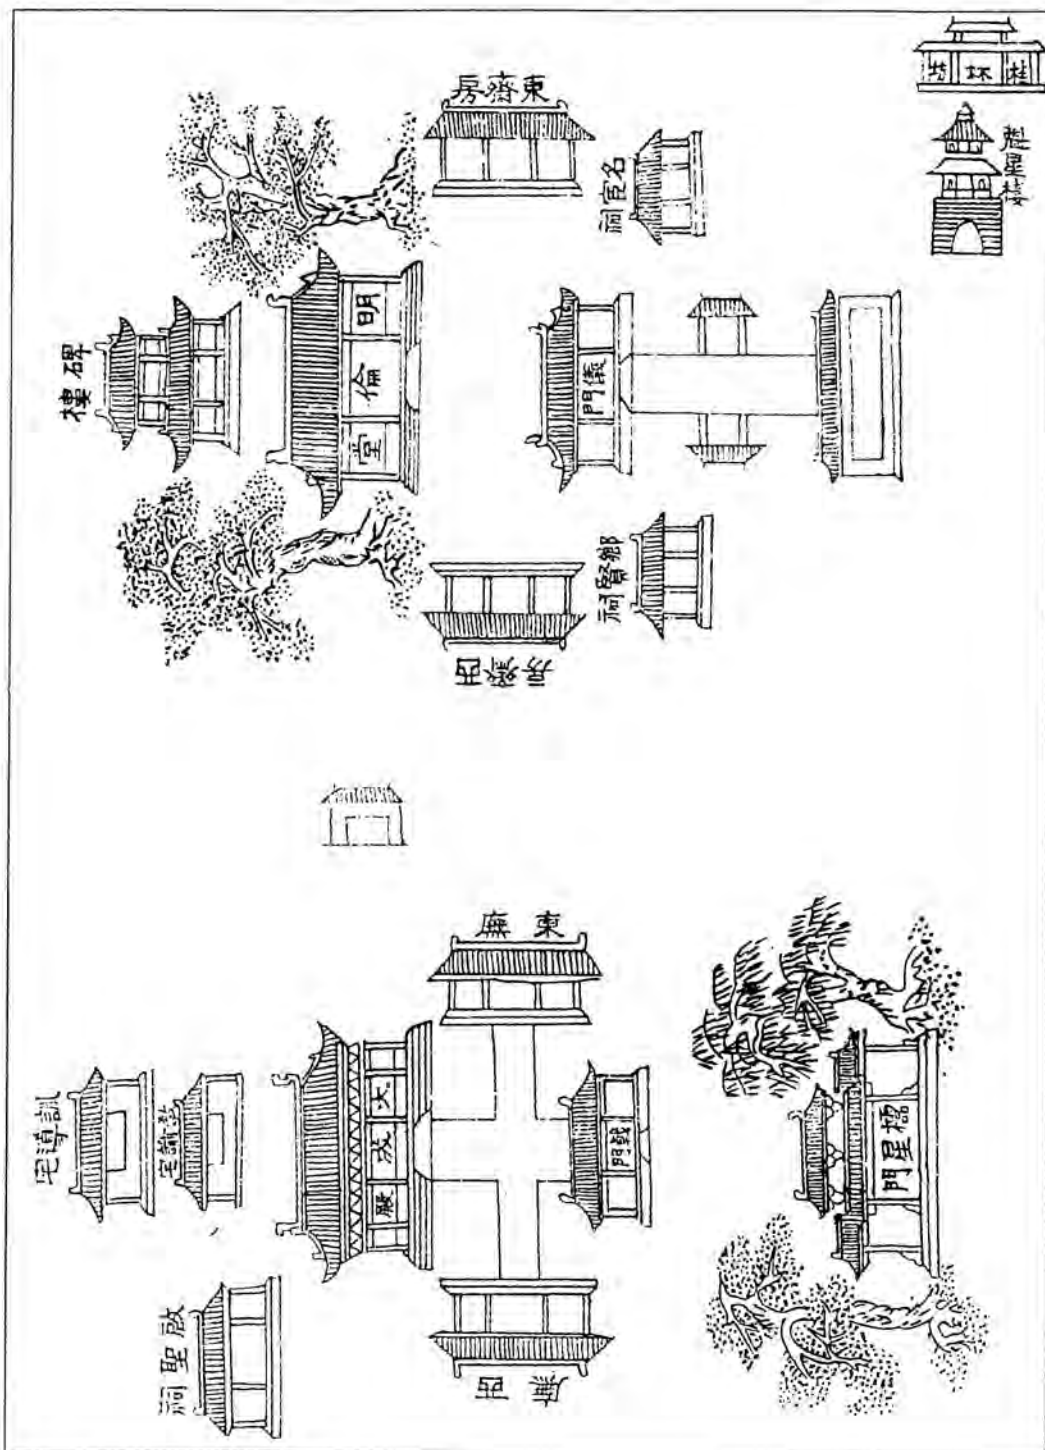 桂林坊
魁星樓
東齋房
名宦祠
碑樓
明倫堂
儀門
鄉賢祠
西齋房
東廡
訓導宅
教諭宅
大成殿
戟門
櫺星門
啟聖祠
西廡